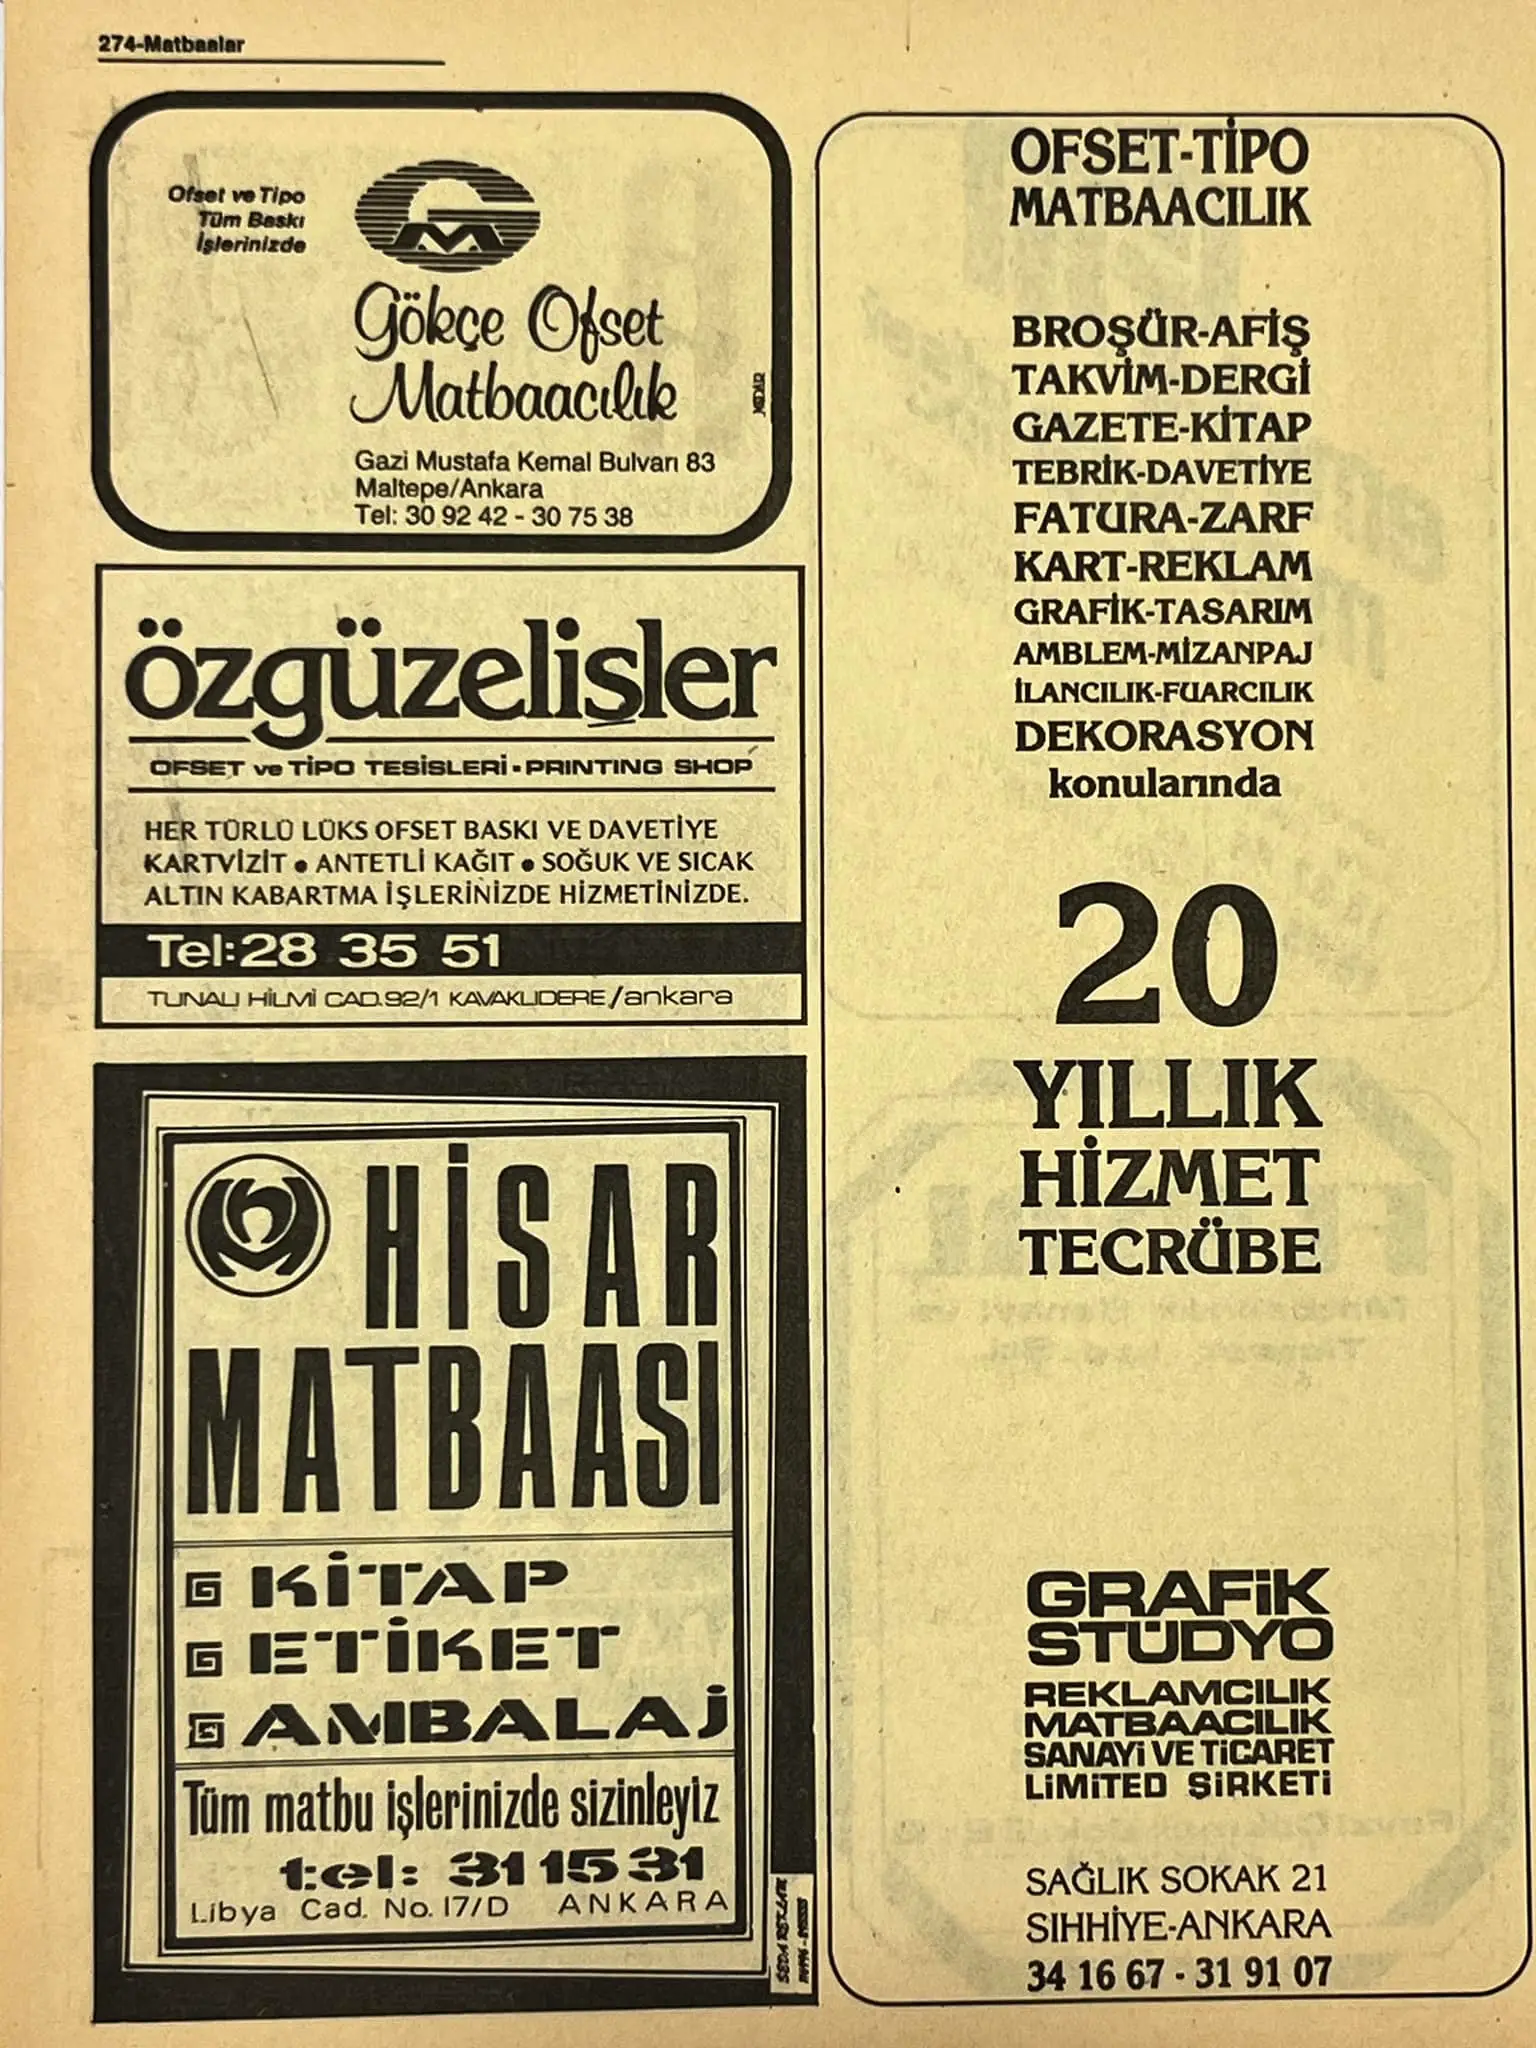 274-Matbaalar
Ofset ve Tipo
Tüm Baskı
İşlerinizde
Gökçe Ofset
Matbaacılık
Gazi Mustafa Kemal Bulvarı 83
Maltepe/Ankara
Tel: 30 92 42 - 30 75 38
özgüzelişler
OFSET ve TİPO TESİSLERİ - PRINTING SHOP
HER TÜRLÜ LÜKS OFSET BASKI VE DAVETİYE
KARTVİZİT • ANTETLİ KAĞIT • SOĞUK VE SICAK
ALTIN KABARTMA İŞLERİNİZDE HİZMETİNİZDE.
Tel:28 35 51
TUNALI HİLMİ CAD.92/1 KAVAKLIDERE/ankara
HİSAR
MATBAASI
KİTAP
ETİKET
AMBALAJ
Tüm matbu işlerinizde sizinleyiz
tel: 31 15 31
Libya Cad. No. 17/D ANKARA
OFSET-TİPO
MATBAACILIK
BROŞÜR-AFİŞ
TAKVİM-DERGİ
GAZETE-KİTAP
TEBRİK-DAVETİYE
FATURA-ZARF
KART-REKLAM
GRAFİK-TASARIM
AMBLEM-MİZANPAJ
İLANCILIK-FUARCILIK
DEKORASYON
konularında
20
YILLIK
HİZMET
TECRÜBE
GRAFİK
STÜDYO
REKLAMCILIK
MATBAACILIK
SANAYİ VE TİCARET
LİMİTED ŞİRKETİ
SAĞLIK SOKAK 21
SIHHİYE-ANKARA
34 16 67 - 31 91 07